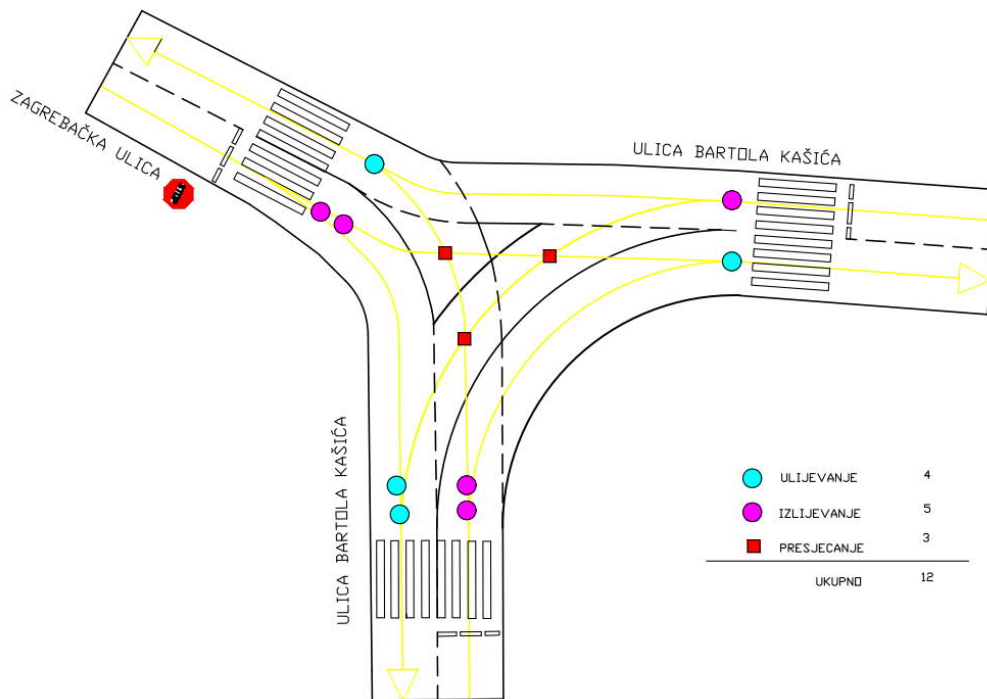 ZAGREBAČKA ULICA
ULICA BARTOLA KAŠIĆA
ULICA BARTOLA KAŠIĆA
ULIJEVANJE 4
IZLIJEVANJE 5
PRESJECANJE 3
UKUPNO 12